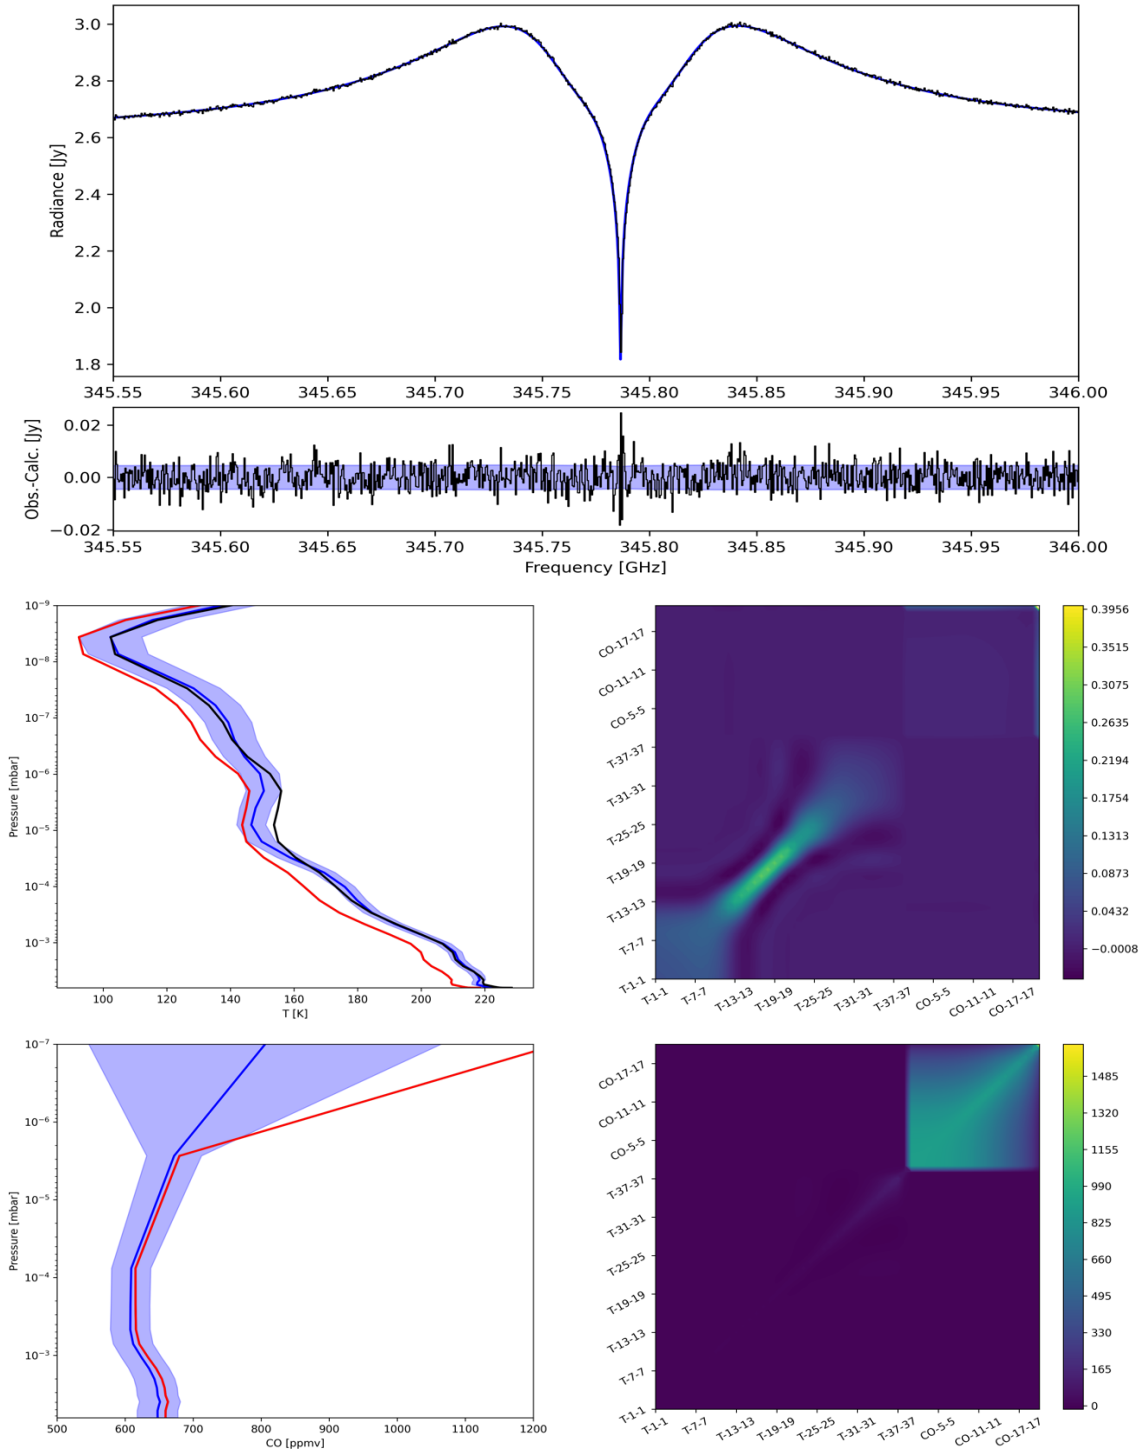 3.0
2.8
2.6
2.4
2.2
2.0
1.8
Radiance [Jy]
345.55 345.60 345.65 345.70 345.75 345.80 345.85 345.90 345.95 346.00
0.02
0.00
−0.02
Obs.-Calc. [Jy]
345.55 345.60 345.65 345.70 345.75 345.80 345.85 345.90 345.95 346.00
Frequency [GHz]
10⁻⁹
10⁻⁸
10⁻⁷
10⁻⁶
10⁻⁵
10⁻⁴
10⁻³
Pressure [mbar]
100 120 140 160 180 200 220
T [K]
CO-17-17
CO-11-11
CO-5-5
T-37-37
T-31-31
T-25-25
T-19-19
T-13-13
T-7-7
T-1-1
T-1-1 T-7-7 T-13-13 T-19-19 T-25-25 T-31-31 T-37-37 CO-5-5 CO-11-11 CO-17-17
0.3956
0.3515
0.3075
0.2635
0.2194
0.1754
0.1313
0.0873
0.0432
−0.0008
10⁻⁷
10⁻⁶
10⁻⁵
10⁻⁴
10⁻³
Pressure [mbar]
500 600 700 800 900 1000 1100 1200
CO [ppmv]
CO-17-17
CO-11-11
CO-5-5
T-37-37
T-31-31
T-25-25
T-19-19
T-13-13
T-7-7
T-1-1
T-1-1 T-7-7 T-13-13 T-19-19 T-25-25 T-31-31 T-37-37 CO-5-5 CO-11-11 CO-17-17
1485
1320
1155
990
825
660
495
330
165
0